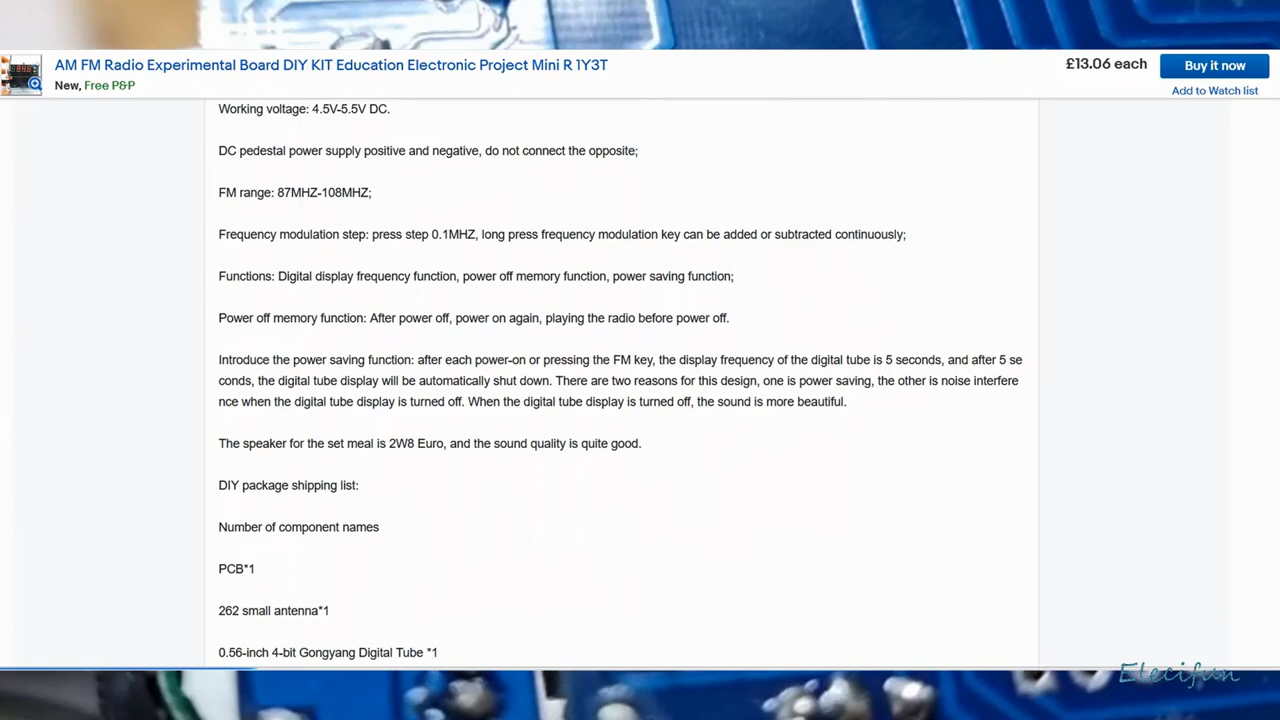 AM FM Radio Experimental Board DIY KIT Education Electronic Project Mini R 1Y3T
£13.06 each
Buy it now
New, Free P&P
Add to Watch list
Working voltage: 4.5V-5.5V DC.
DC pedestal power supply positive and negative, do not connect the opposite;
FM range: 87MHZ-108MHZ;
Frequency modulation step: press step 0.1MHZ, long press frequency modulation key can be added or subtracted continuously;
Functions: Digital display frequency function, power off memory function, power saving function;
Power off memory function: After power off, power on again, playing the radio before power off.
Introduce the power saving function: after each power-on or pressing the FM key, the display frequency of the digital tube is 5 seconds, and after 5 se
conds, the digital tube display will be automatically shut down. There are two reasons for this design, one is power saving, the other is noise interfere
nce when the digital tube display is turned off. When the digital tube display is turned off, the sound is more beautiful.
The speaker for the set meal is 2W8 Euro, and the sound quality is quite good.
DIY package shipping list:
Number of component names
PCB*1
262 small antenna*1
0.56-inch 4-bit Gongyang Digital Tube *1
Elecifun